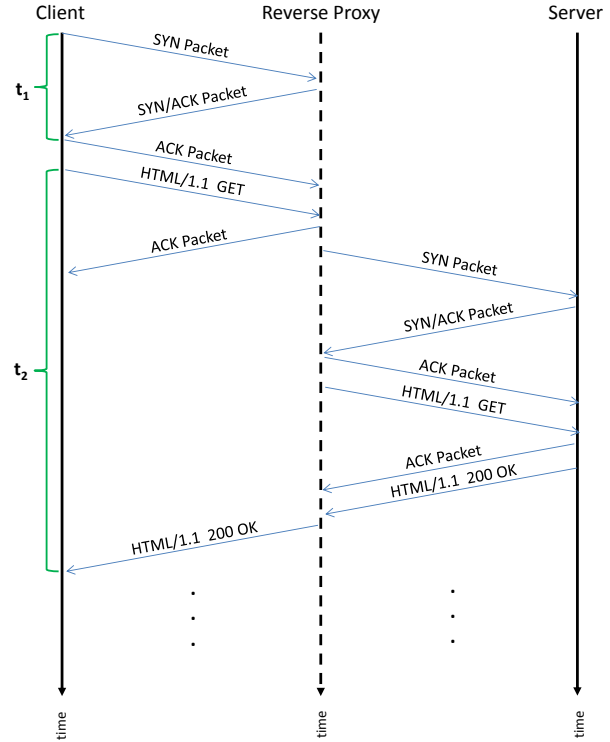 Client
Reverse Proxy
Server
SYN Packet
t1
SYN/ACK Packet
ACK Packet
HTML/1.1 GET
ACK Packet
SYN Packet
SYN/ACK Packet
t2
ACK Packet
HTML/1.1 GET
ACK Packet
HTML/1.1 200 OK
HTML/1.1 200 OK
time
time
time